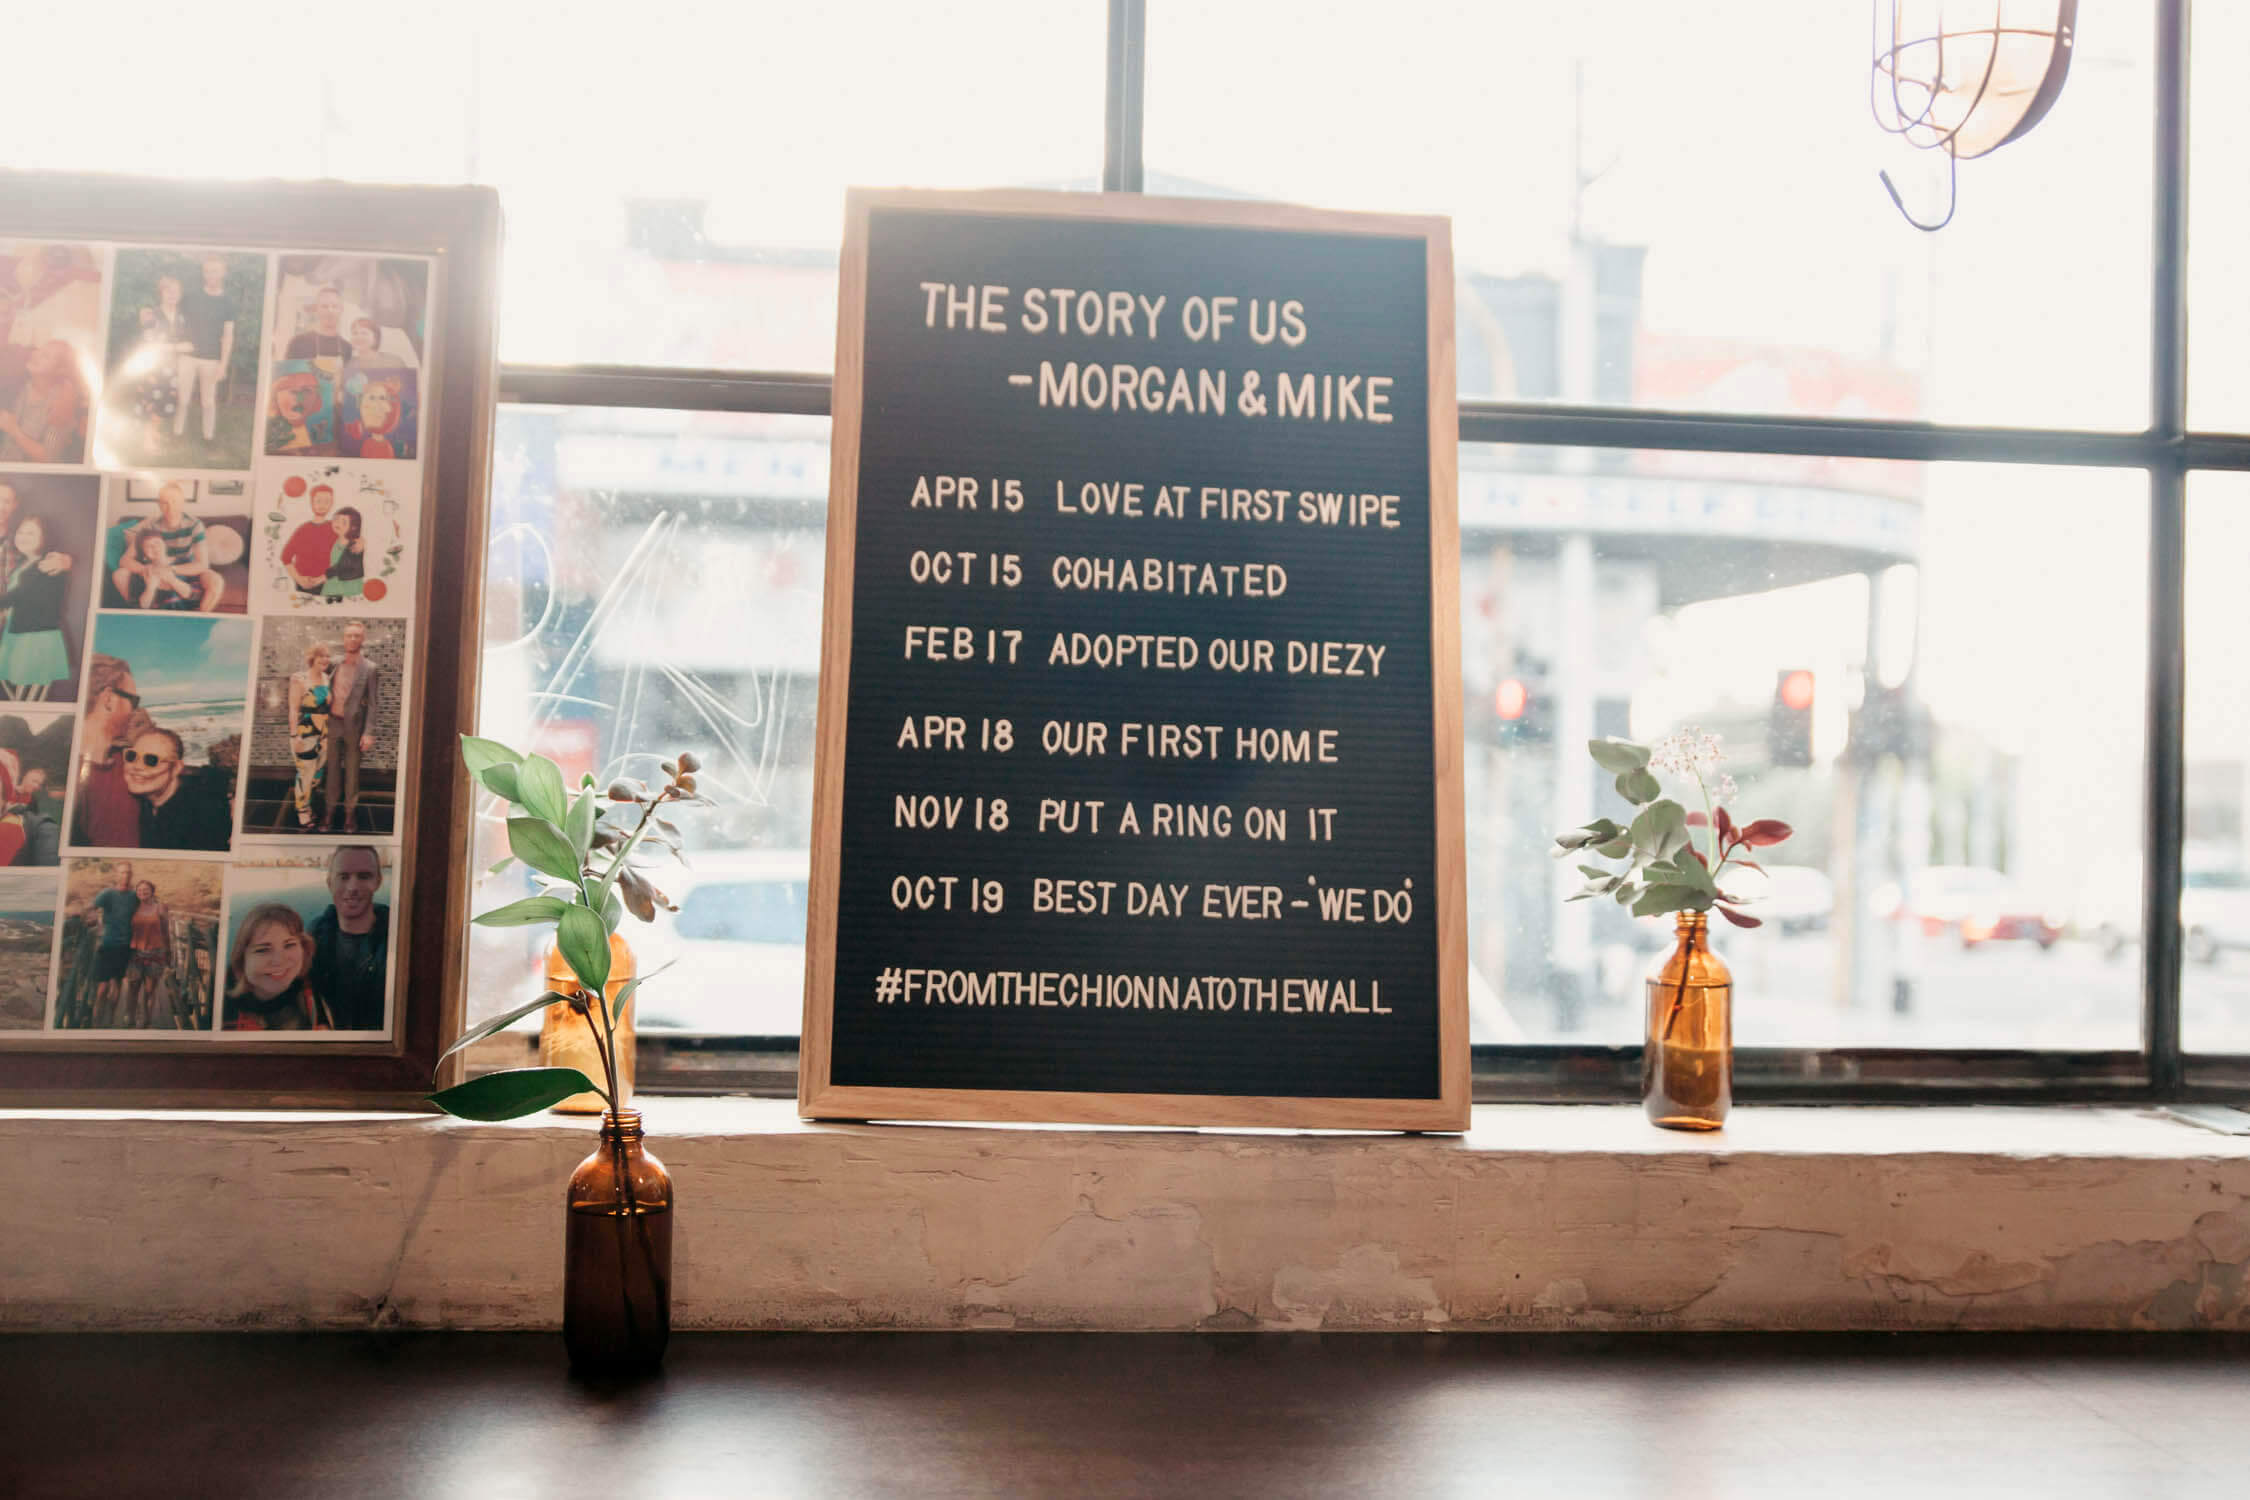 THE STORY OF US
-MORGAN & MIKE
APR 15 LOVE AT FIRST SWIPE
OCT 15 COHABITATED
FEB 17 ADOPTED OUR DIEZY
APR 18 OUR FIRST HOME
NOV 18 PUT A RING ON IT
OCT 19 BEST DAY EVER - 'WE DO'
#FROMTHECHIONNATOTHEWALL